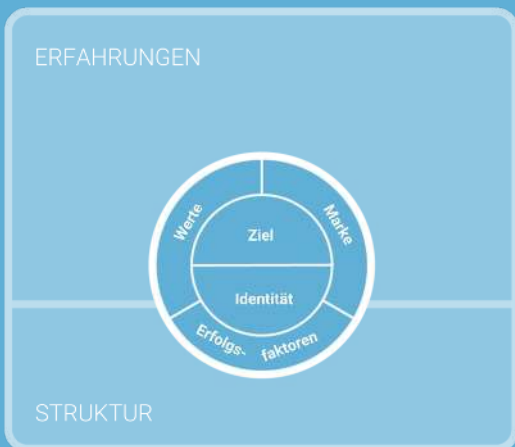 ERFAHRUNGEN
Werte
Marke
Ziel
Identität
Erfolgs-
faktoren
STRUKTUR